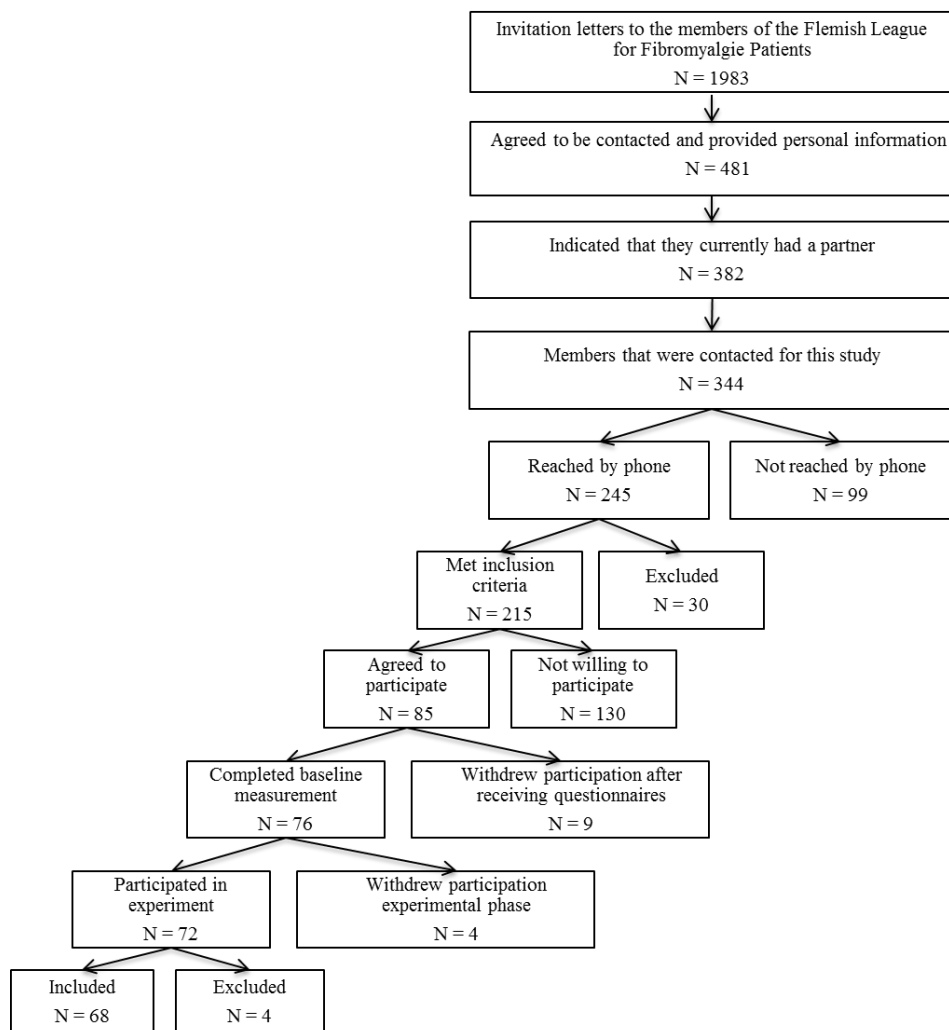 Invitation letters to the members of the Flemish League
for Fibromyalgie Patients
N = 1983
Agreed to be contacted and provided personal information
N = 481
Indicated that they currently had a partner
N = 382
Members that were contacted for this study
N = 344
Reached by phone
N = 245
Not reached by phone
N = 99
Met inclusion
criteria
N = 215
Excluded
N = 30
Agreed to
participate
N = 85
Not willing to
participate
N = 130
Completed baseline
measurement
N = 76
Withdrew participation after
receiving questionnaires
N = 9
Participated in
experiment
N = 72
Withdrew participation
experimental phase
N = 4
Included
N = 68
Excluded
N = 4